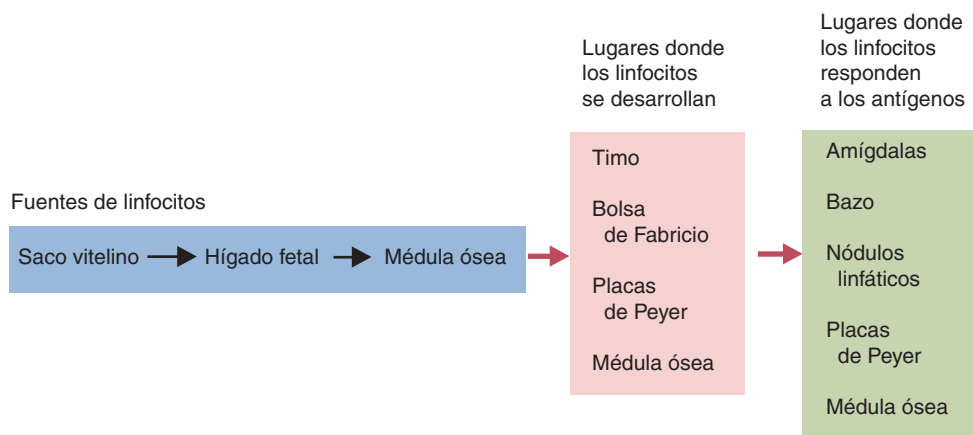 Fuentes de linfocitos
Saco vitelino
Hígado fetal
Médula ósea
Lugares donde
los linfocitos
se desarrollan
Timo
Bolsa
de Fabricio
Placas
de Peyer
Médula ósea
Lugares donde
los linfocitos
responden
a los antígenos
Amígdalas
Bazo
Nódulos
linfáticos
Placas
de Peyer
Médula ósea